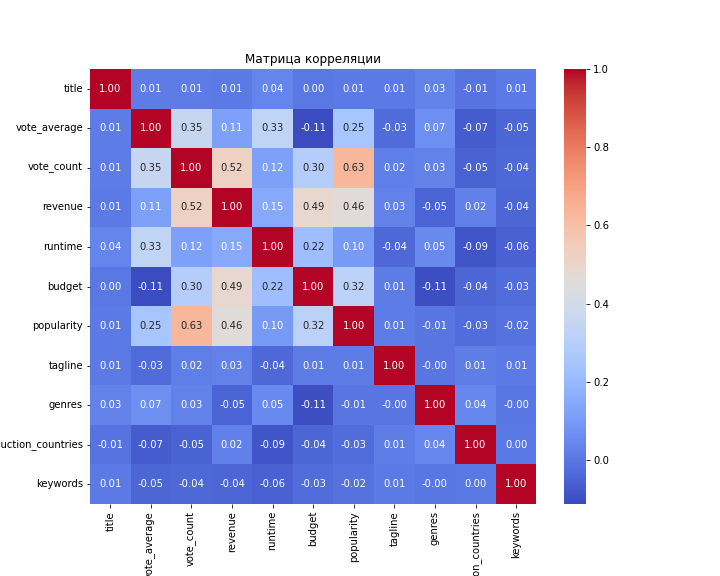 Матрица корреляции
title 1.00 0.01 0.01 0.01 0.04 0.00 0.01 0.01 0.03 -0.01 0.01
vote_average 0.01 1.00 0.35 0.11 0.33 -0.11 0.25 -0.03 0.07 -0.07 -0.05
vote_count 0.01 0.35 1.00 0.52 0.12 0.30 0.63 0.02 0.03 -0.05 -0.04
revenue 0.01 0.11 0.52 1.00 0.15 0.49 0.46 0.03 -0.05 0.02 -0.04
runtime 0.04 0.33 0.12 0.15 1.00 0.22 0.10 -0.04 0.05 -0.09 -0.06
budget 0.00 -0.11 0.30 0.49 0.22 1.00 0.32 0.01 -0.11 -0.04 -0.03
popularity 0.01 0.25 0.63 0.46 0.10 0.32 1.00 0.01 -0.01 -0.03 -0.02
tagline 0.01 -0.03 0.02 0.03 -0.04 0.01 0.01 1.00 -0.00 0.01 0.01
genres 0.03 0.07 0.03 -0.05 0.05 -0.11 -0.01 -0.00 1.00 0.04 -0.00
uction_countries -0.01 -0.07 -0.05 0.02 -0.09 -0.04 -0.03 0.01 0.04 1.00 0.00
keywords 0.01 -0.05 -0.04 -0.04 -0.06 -0.03 -0.02 0.01 -0.00 0.00 1.00
title
vote_average
vote_count
revenue
runtime
budget
popularity
tagline
genres
on_countries
keywords
1.0
0.8
0.6
0.4
0.2
0.0